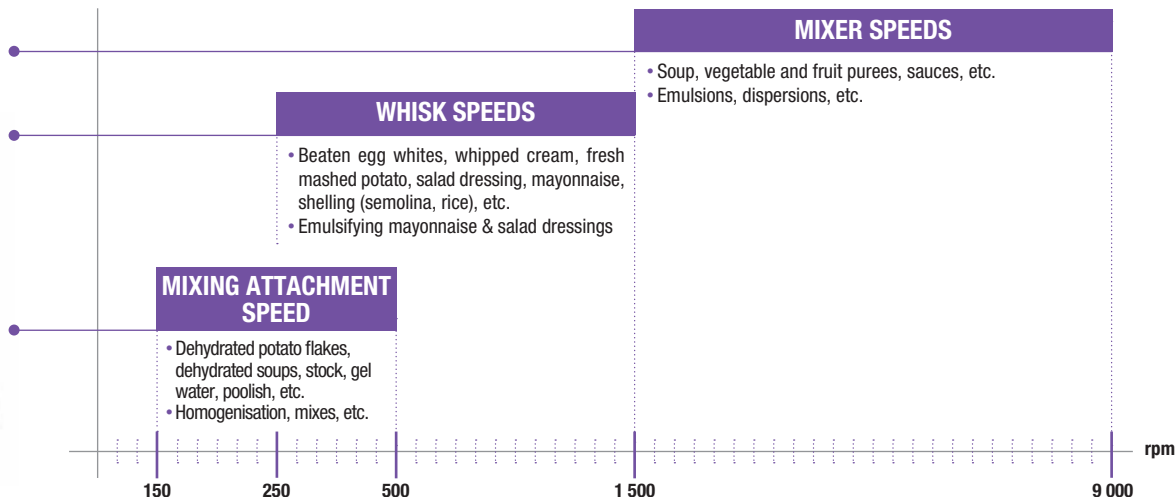 MIXER SPEEDS
• Soup, vegetable and fruit purees, sauces, etc.
• Emulsions, dispersions, etc.
WHISK SPEEDS
• Beaten egg whites, whipped cream, fresh
mashed potato, salad dressing, mayonnaise,
shelling (semolina, rice), etc.
• Emulsifying mayonnaise & salad dressings
MIXING ATTACHMENT
SPEED
• Dehydrated potato flakes,
dehydrated soups, stock, gel
water, poolish, etc.
• Homogenisation, mixes, etc.
150 250 500 1 500 9 000 rpm